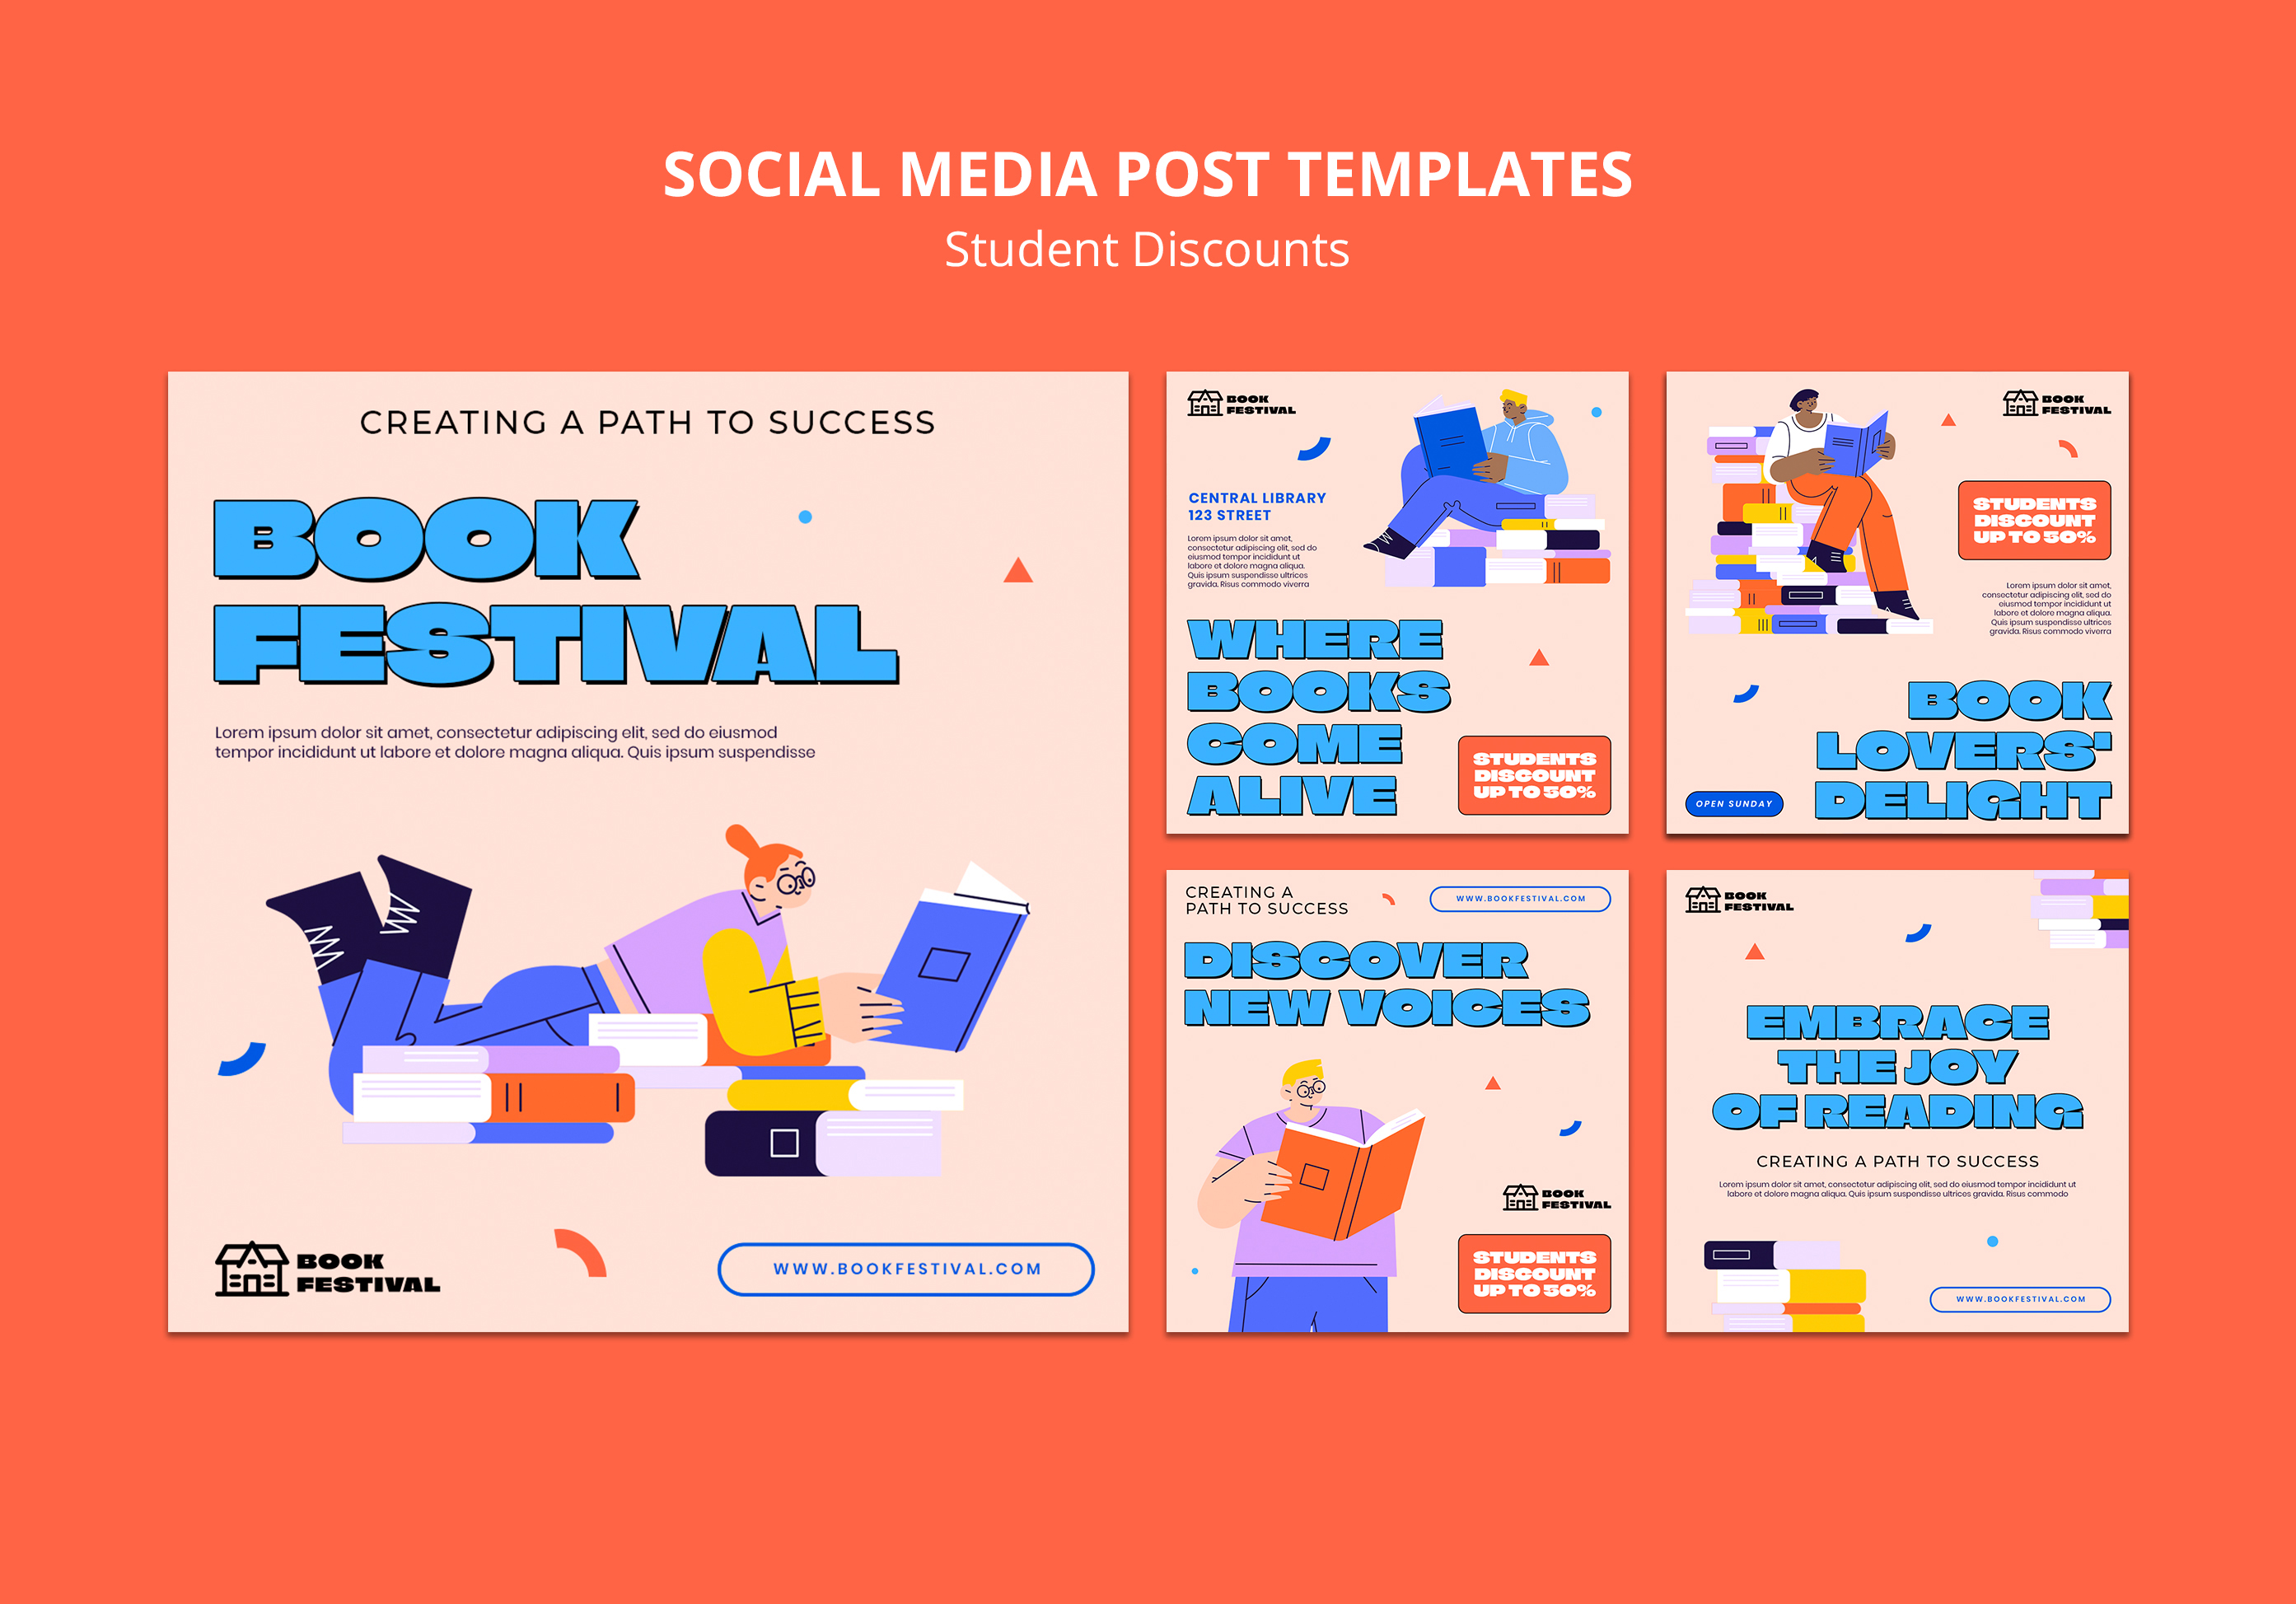 SOCIAL MEDIA POST TEMPLATES
Student Discounts
CREATING A PATH TO SUCCESS
BOOK
FESTIVAL
Lorem ipsum dolor sit amet, consectetur adipiscing elit, sed do eiusmod
tempor incididunt ut labore et dolore magna aliqua. Quis ipsum suspendisse
BOOK
FESTIVAL
WWW.BOOKFESTIVAL.COM
BOOK
FESTIVAL
CENTRAL LIBRARY
123 STREET
Lorem ipsum dolor sit amet,
consectetur adipiscing elit, sed do
eiusmod tempor incididunt ut
labore et dolore magna aliqua.
Quis ipsum suspendisse ultrices
gravida. Risus commodo viverra
WHERE
BOOKS
COME
ALIVE
STUDENTS
DISCOUNT
UP TO 50%
BOOK
FESTIVAL
STUDENTS
DISCOUNT
UP TO 50%
Lorem ipsum dolor sit amet,
consectetur adipiscing elit, sed do
eiusmod tempor incididunt ut
labore et dolore magna aliqua.
Quis ipsum suspendisse ultrices
gravida. Risus commodo viverra
BOOK
LOVERS'
DELIGHT
OPEN SUNDAY
CREATING A
PATH TO SUCCESS
WWW.BOOKFESTIVAL.COM
DISCOVER
NEW VOICES
BOOK
FESTIVAL
STUDENTS
DISCOUNT
UP TO 50%
BOOK
FESTIVAL
EMBRACE
THE JOY
OF READING
CREATING A PATH TO SUCCESS
Lorem ipsum dolor sit amet, consectetur adipiscing elit, sed do eiusmod tempor incididunt ut
labore et dolore magna aliqua. Quis ipsum suspendisse ultrices gravida. Risus commodo
WWW.BOOKFESTIVAL.COM